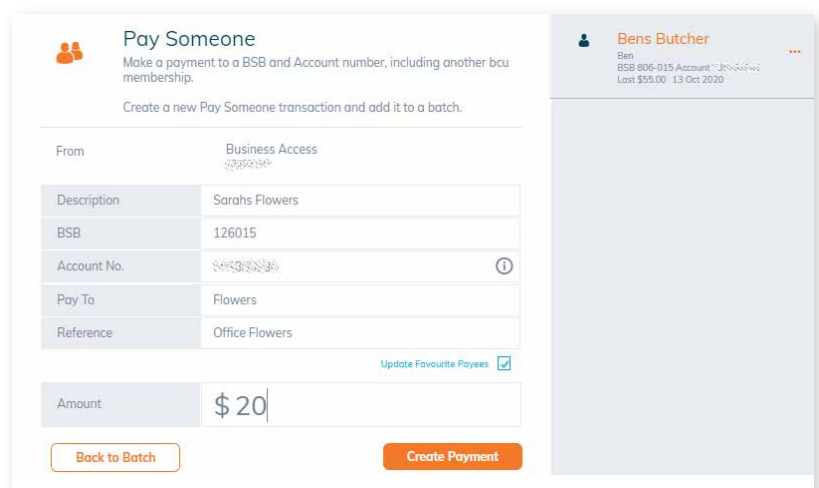 Pay Someone
Make a payment to a BSB and Account number, including another bcu
membership.
Create a new Pay Someone transaction and add it to a batch.
From
Business Access
Description
Sarahs Flowers
BSB
126015
Account No.
Pay To
Flowers
Reference
Office Flowers
Update Favourite Payees
Amount
$ 20
Back to Batch
Create Payment
Bens Butcher
Ben
BSB 806-015 Account
Last $55.00 13 Oct 2020